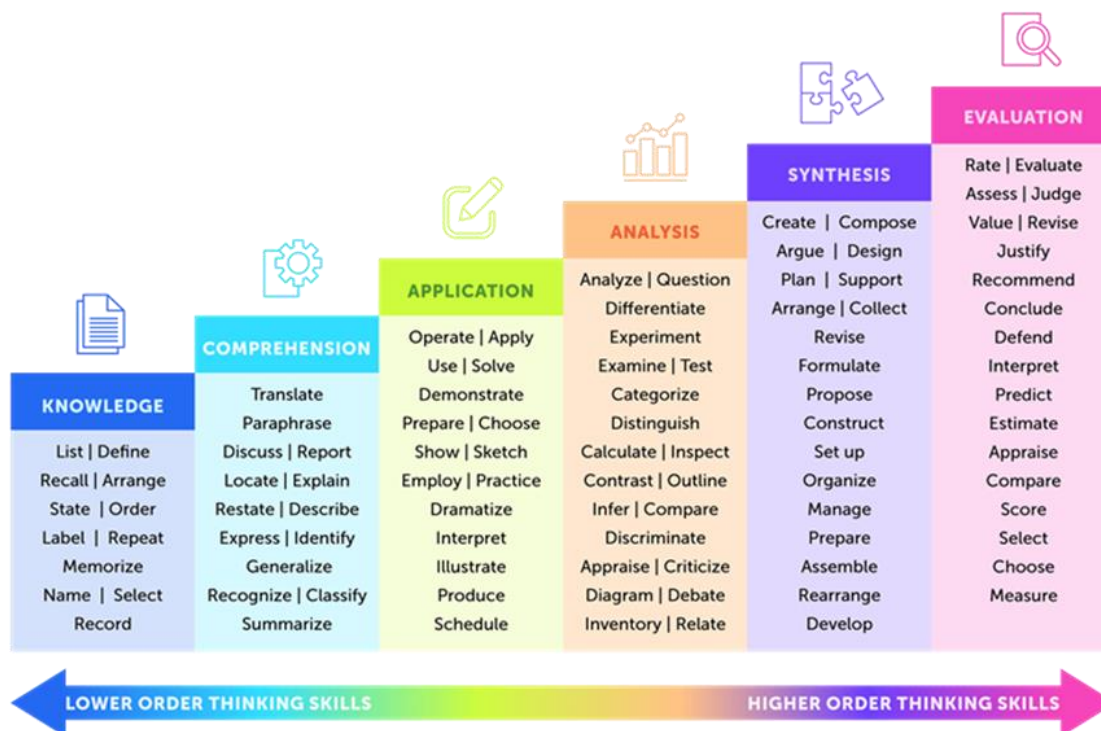 KNOWLEDGE
List | Define
Recall | Arrange
State | Order
Label | Repeat
Memorize
Name | Select
Record
COMPREHENSION
Translate
Paraphrase
Discuss | Report
Locate | Explain
Restate | Describe
Express | Identify
Generalize
Recognize | Classify
Summarize
APPLICATION
Operate | Apply
Use | Solve
Demonstrate
Prepare | Choose
Show | Sketch
Employ | Practice
Dramatize
Interpret
Illustrate
Produce
Schedule
ANALYSIS
Analyze | Question
Differentiate
Experiment
Examine | Test
Categorize
Distinguish
Calculate | Inspect
Contrast | Outline
Infer | Compare
Discriminate
Appraise | Criticize
Diagram | Debate
Inventory | Relate
SYNTHESIS
Create | Compose
Argue | Design
Plan | Support
Arrange | Collect
Revise
Formulate
Propose
Construct
Set up
Organize
Manage
Prepare
Assemble
Rearrange
Develop
EVALUATION
Rate | Evaluate
Assess | Judge
Value | Revise
Justify
Recommend
Conclude
Defend
Interpret
Predict
Estimate
Appraise
Compare
Score
Select
Choose
Measure
LOWER ORDER THINKING SKILLS
HIGHER ORDER THINKING SKILLS